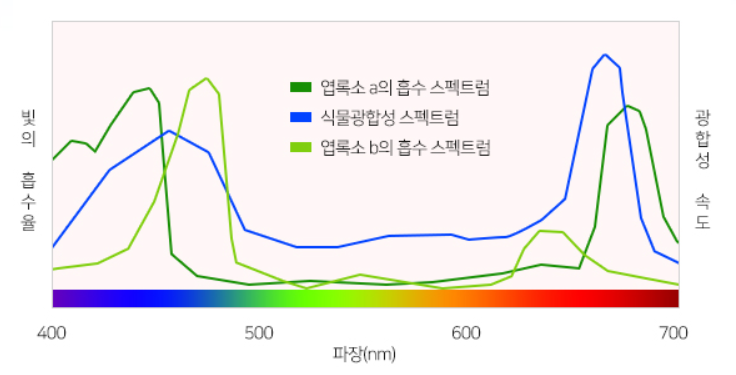 엽록소 a의 흡수 스펙트럼
식물광합성 스펙트럼
엽록소 b의 흡수 스펙트럼
빛의 흡수율
광합성 속도
400 500 600 700
파장(nm)